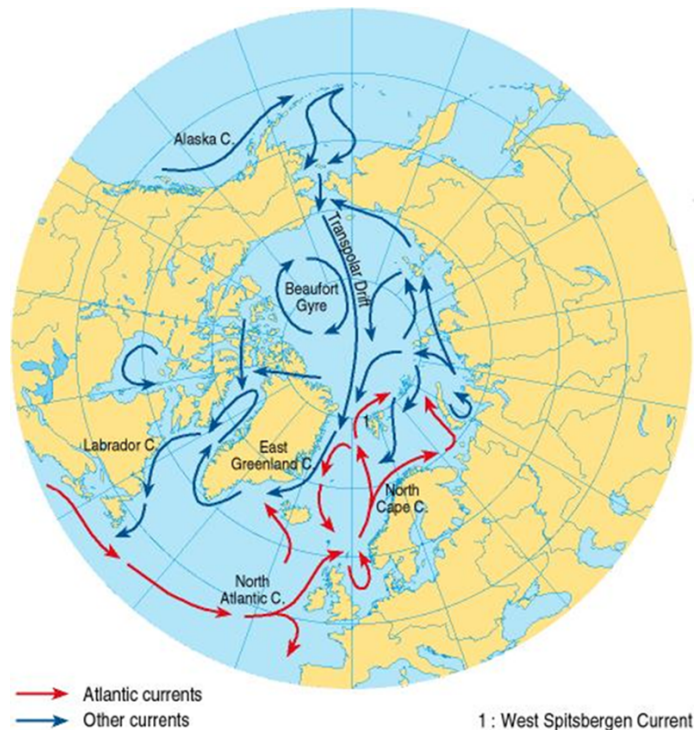 Alaska C.
Transpolar Drift
Beaufort
Gyre
1
Labrador C.
East
Greenland C.
North
Cape C.
North
Atlantic C.
Atlantic currents
Other currents
1 : West Spitsbergen Current